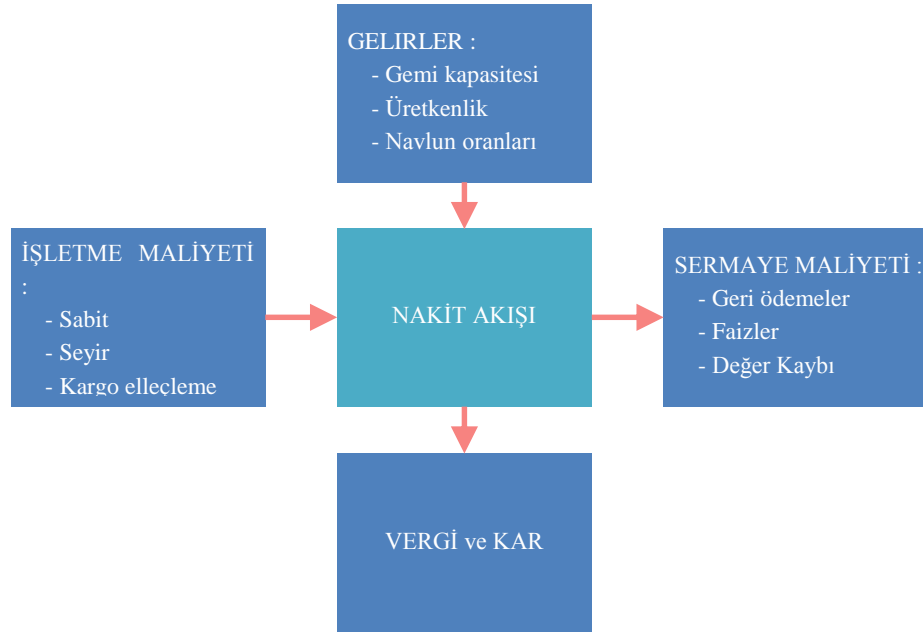 GELIRLER :
- Gemi kapasitesi
- Üretkenlik
- Navlun oranları
İŞLETME MALİYETİ
:
- Sabit
- Seyir
- Kargo elleçleme
NAKİT AKIŞI
SERMAYE MALİYETİ :
- Geri ödemeler
- Faizler
- Değer Kaybı
VERGİ ve KAR